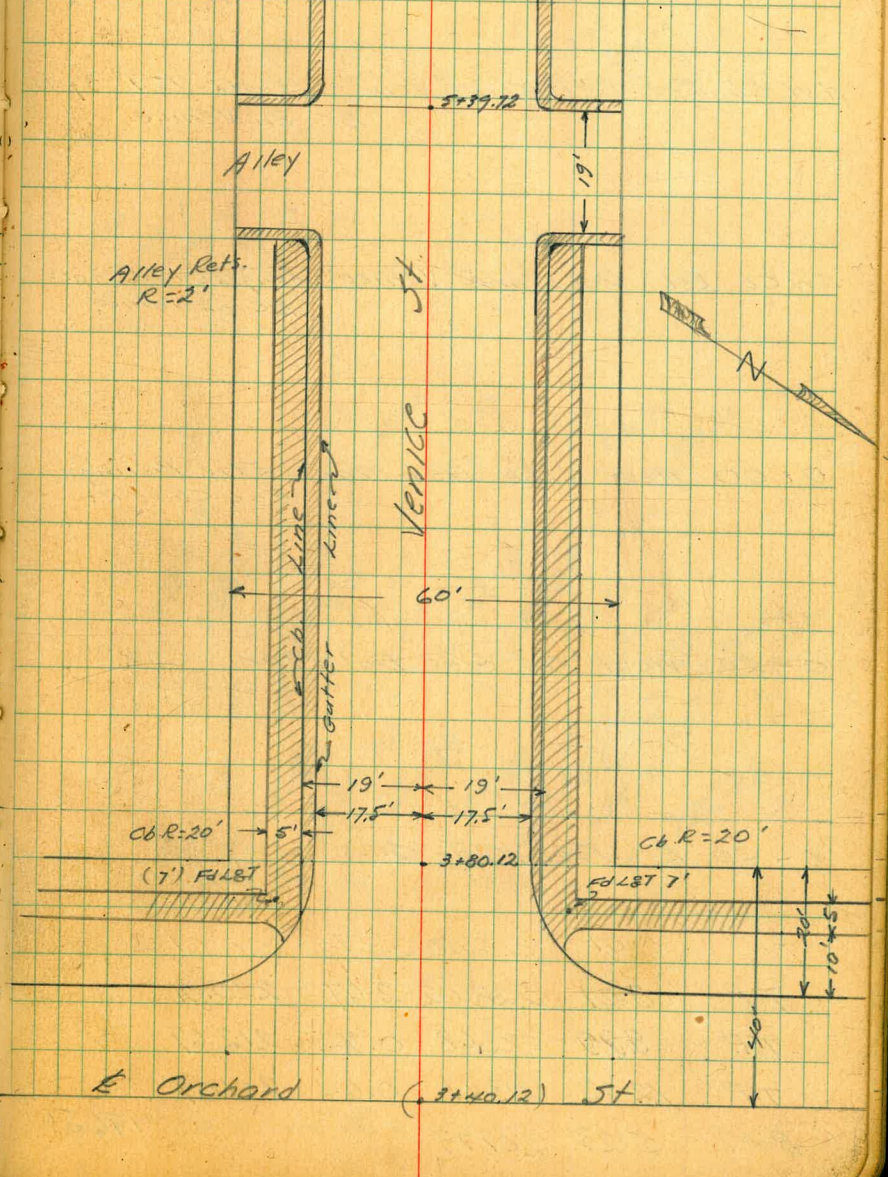 5+39.72
Alley
19'
Alley Rets.
R=2'
Venice St.
N
Cb. Line
Gutter Line
60'
19' 19'
17.5' 17.5'
Cb R=20' 5'
Cb R=20'
3+80.12
(7') Fd L&T
Fd L&T 7'
20'
10' 5'
40'
℄ Orchard (3+40.12) St.